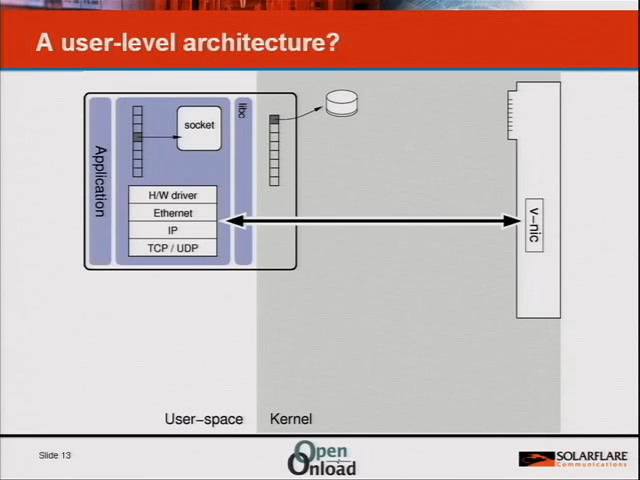 A user-level architecture?
Application
socket
libc
H/W driver
Ethernet
IP
TCP / UDP
v-nic
User-space
Kernel
Slide 13
Open
Onload
SOLARFLARE
Communications